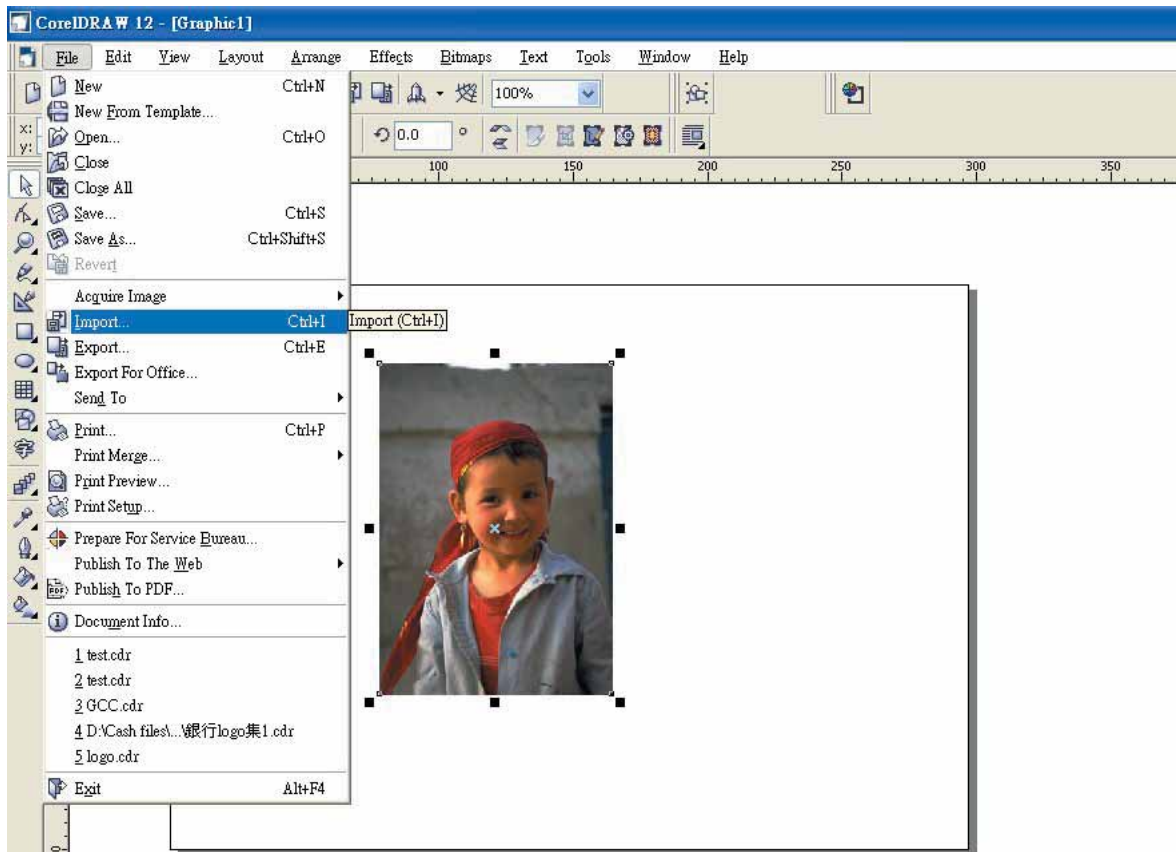 CorelDRAW 12 - [Graphic1]
File Edit View Layout Arrange Effects Bitmaps Text Tools Window Help
New Ctrl+N
100%
New From Template...
x:
y:
Open... Ctrl+O
0.0 °
Close
100 150 200 250 300 350
Close All
Save... Ctrl+S
Save As... Ctrl+Shift+S
Revert
Acquire Image
Import... Ctrl+I
Import (Ctrl+I)
Export... Ctrl+E
Export For Office...
Send To
Print... Ctrl+P
Print Merge...
Print Preview...
Print Setup...
Prepare For Service Bureau...
Publish To The Web
PDF Publish To PDF...
Document Info...
1 test.cdr
2 test.cdr
3 GCC.cdr
4 D:\Cash files\...\銀行logo集1.cdr
5 logo.cdr
Exit Alt+F4
0